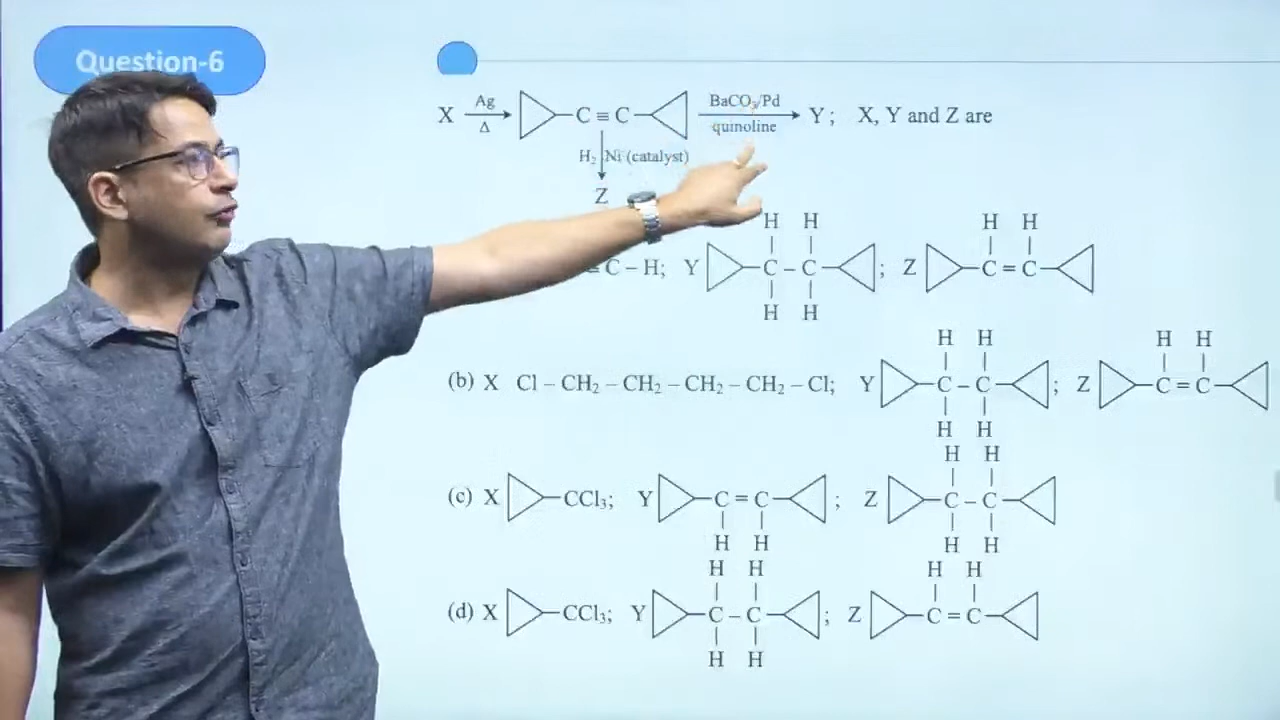 Question-6
X Ag Δ C ≡ C BaCO₃/Pd quinoline Y ; X, Y and Z are
H₂ Ni (catalyst)
Z
H H H H
C – H; Y C – C ; Z C = C
H H
H H H H
(b) X Cl – CH₂ – CH₂ – CH₂ – CH₂ – Cl; Y C – C ; Z C = C
H H
H H
(c) X CCl₃; Y C = C ; Z C – C
H H H H
H H H H
(d) X CCl₃; Y C – C ; Z C = C
H H